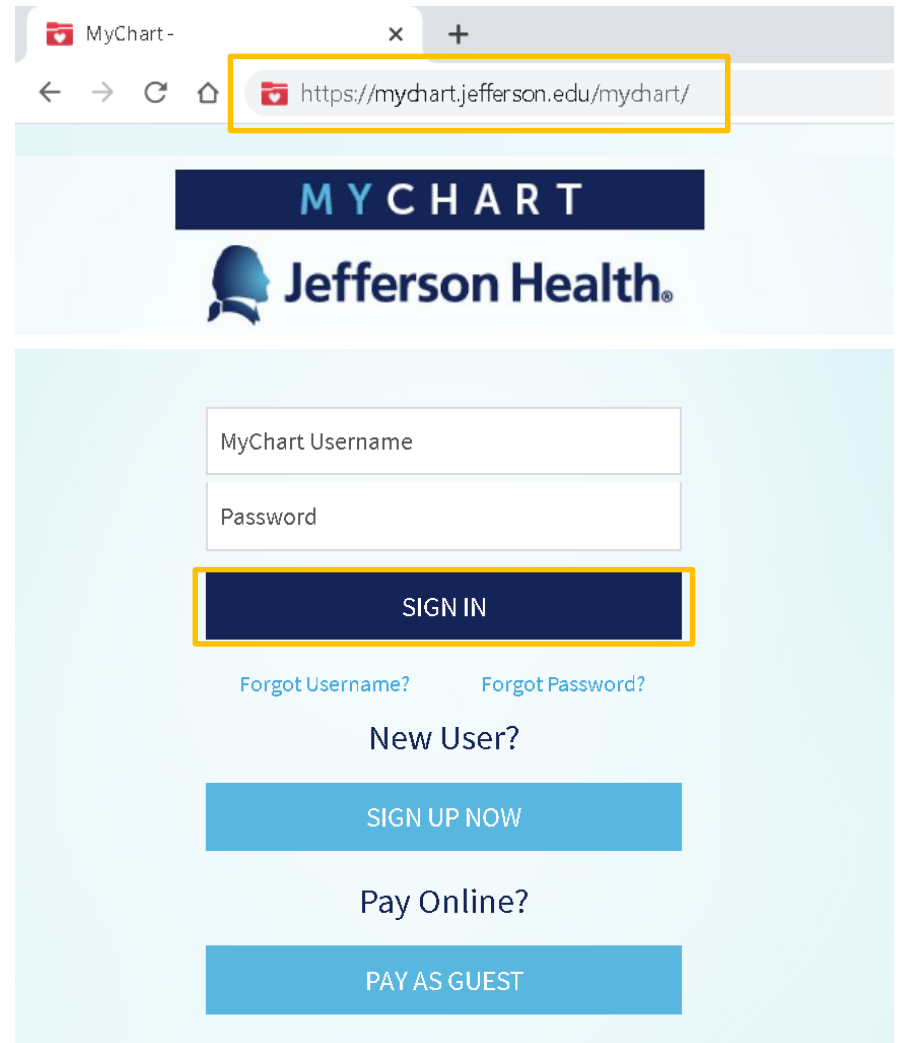 MyChart -
https://mychart.jefferson.edu/mychart/
MYCHART
Jefferson Health®
MyChart Username
Password
SIGN IN
Forgot Username? Forgot Password?
New User?
SIGN UP NOW
Pay Online?
PAY AS GUEST